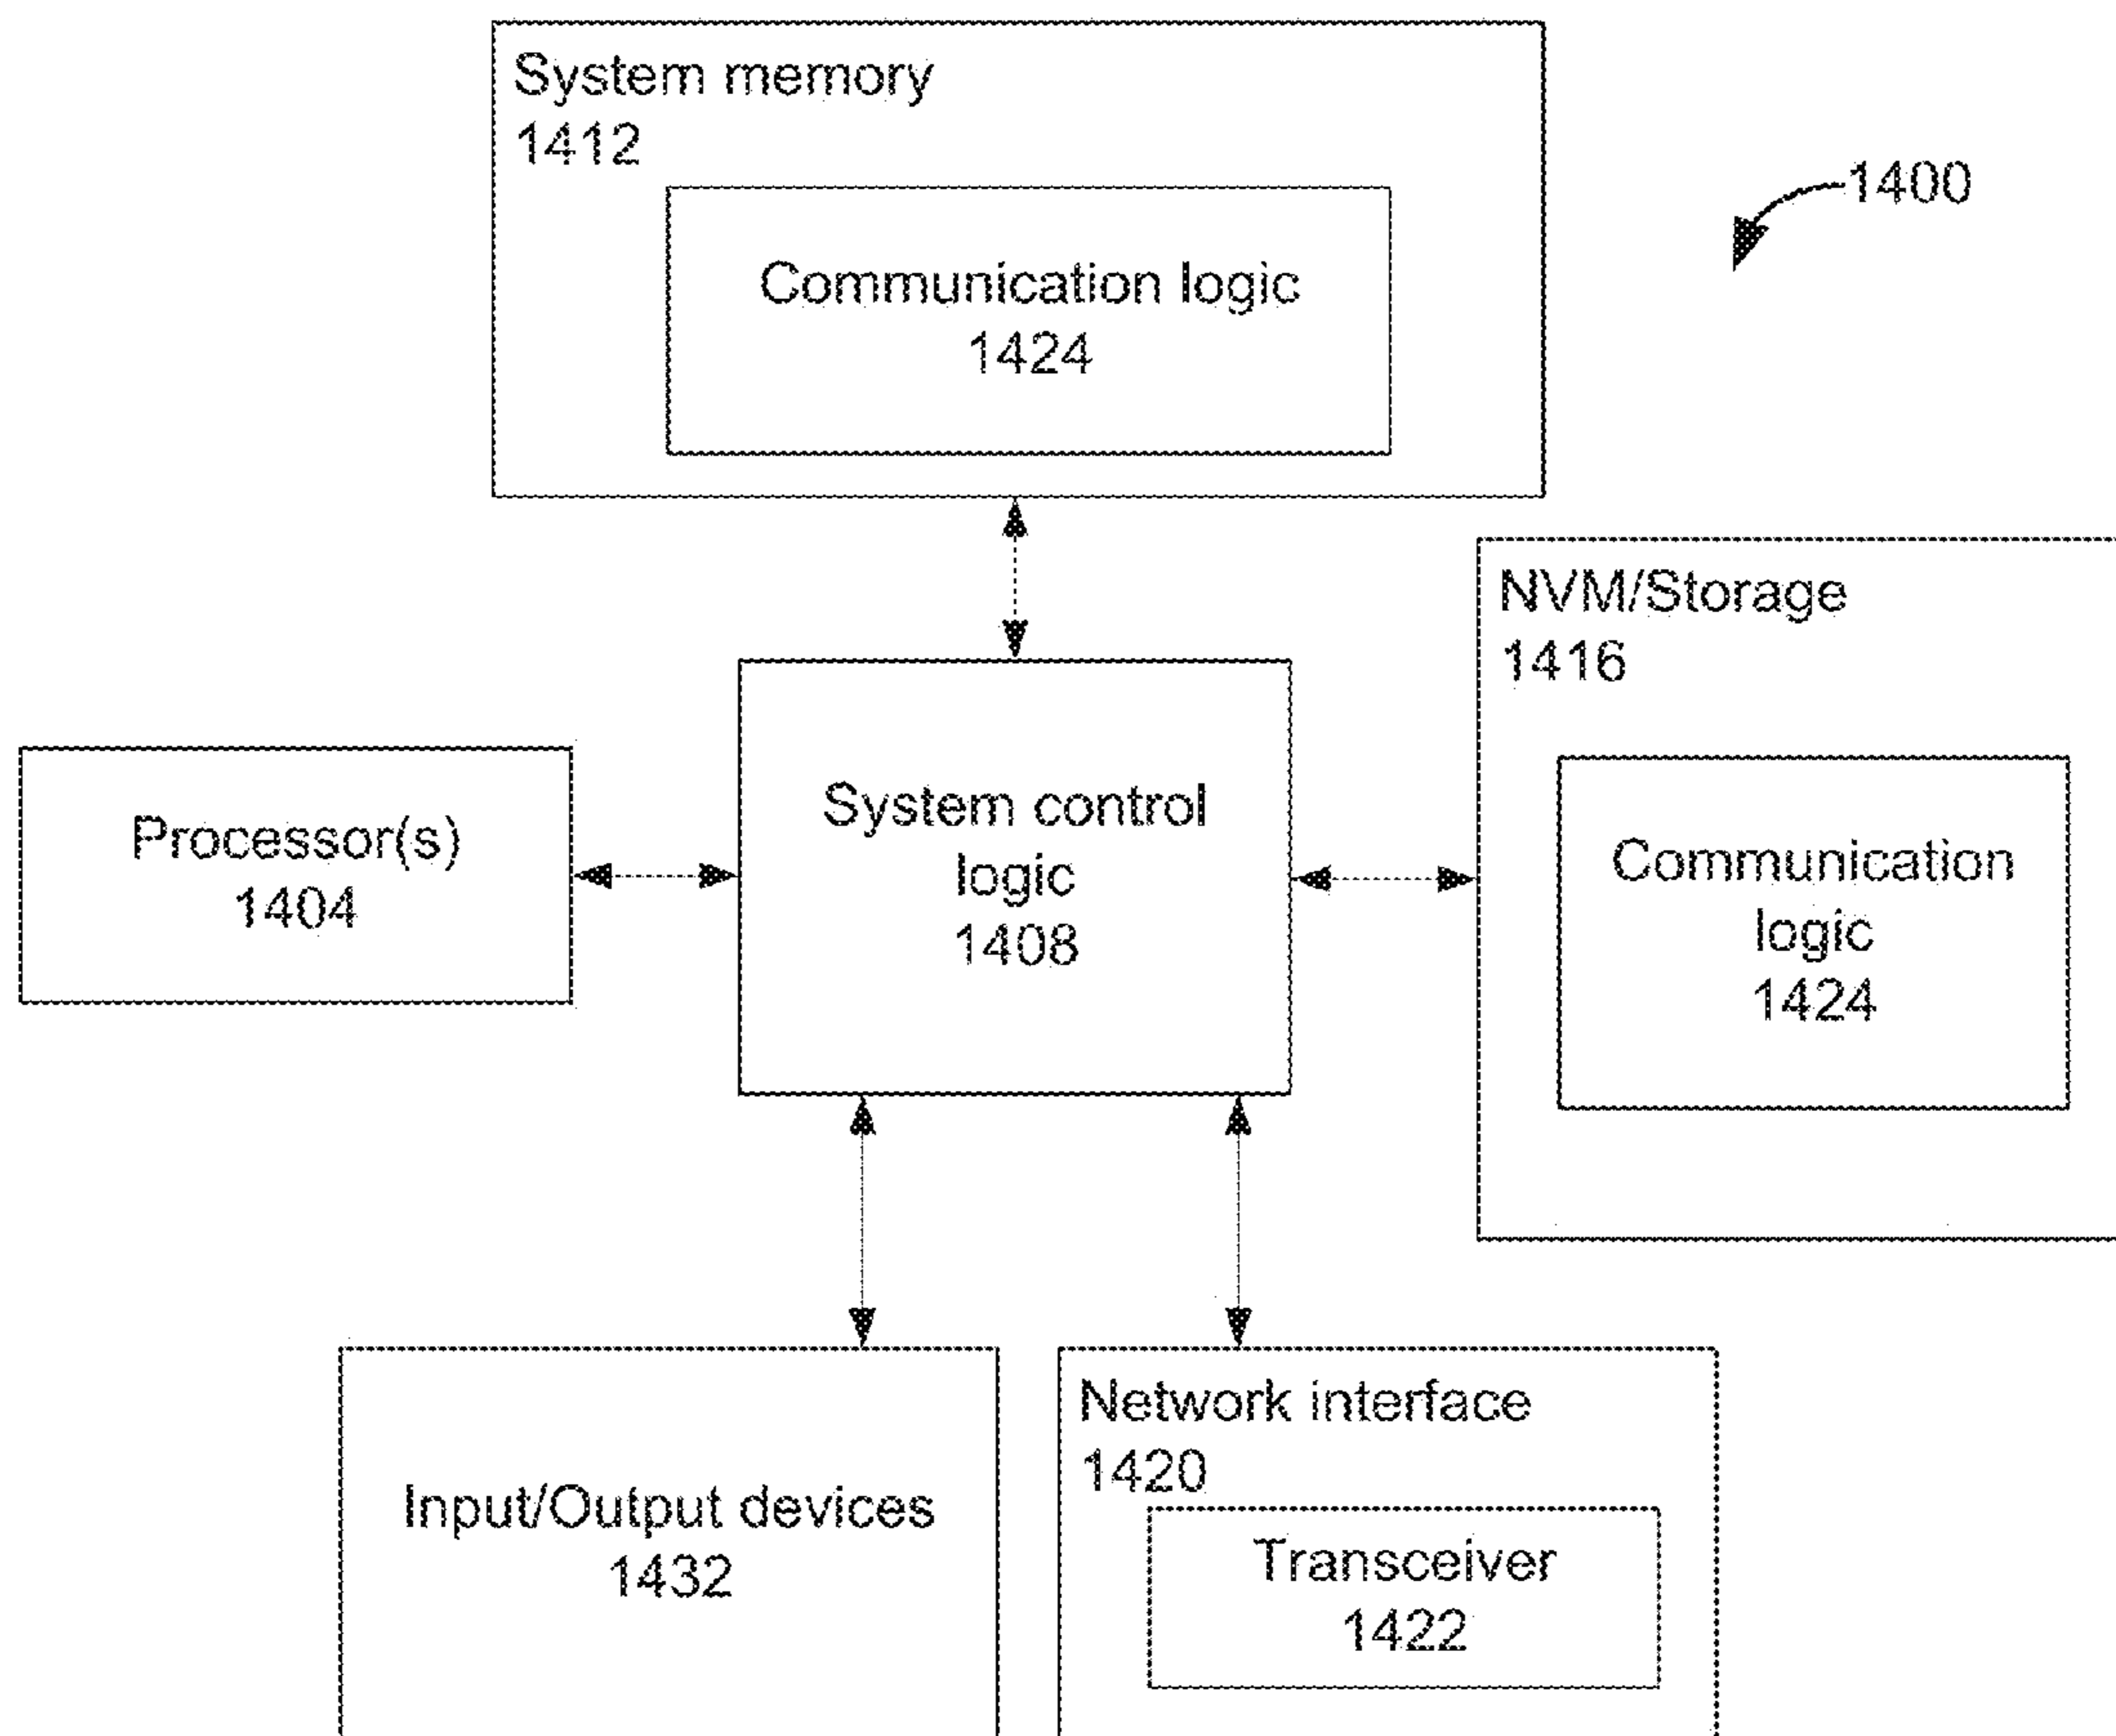 System memory
1412
Communication logic
1424
1400
NVM/Storage
1416
Communication
logic
1424
System control
logic
1408
Processor(s)
1404
Input/Output devices
1432
Network interface
1420
Transceiver
1422